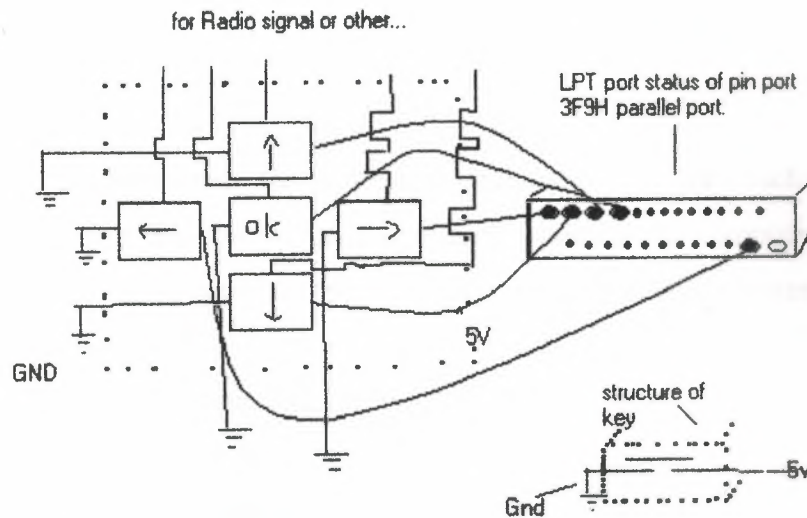 for Radio signal or other...
LPT port status of pin port
3F9H parallel port.
ok
5V
GND
structure of
key
5v
Gnd